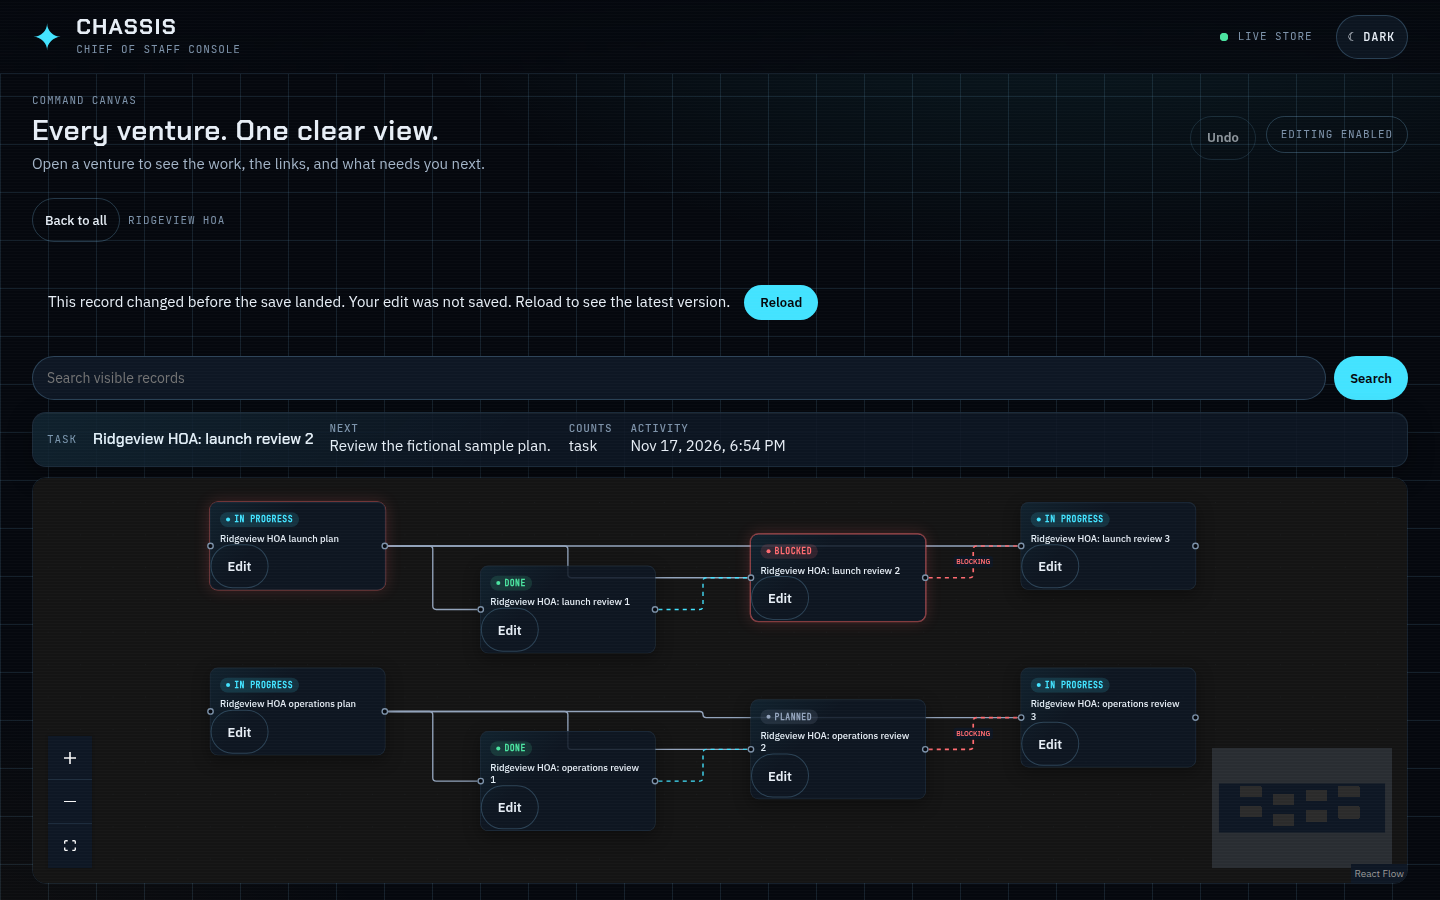 CHASSIS
CHIEF OF STAFF CONSOLE
LIVE STORE
☾ DARK
COMMAND CANVAS
Every venture. One clear view.
Open a venture to see the work, the links, and what needs you next.
Undo
EDITING ENABLED
Back to all
RIDGEVIEW HOA
This record changed before the save landed. Your edit was not saved. Reload to see the latest version.
Reload
Search visible records
Search
TASK
Ridgeview HOA: launch review 2
NEXT
Review the fictional sample plan.
COUNTS
task
ACTIVITY
Nov 17, 2026, 6:54 PM
IN PROGRESS
Ridgeview HOA launch plan
Edit
DONE
Ridgeview HOA: launch review 1
Edit
BLOCKED
Ridgeview HOA: launch review 2
Edit
BLOCKING
IN PROGRESS
Ridgeview HOA: launch review 3
Edit
IN PROGRESS
Ridgeview HOA operations plan
Edit
DONE
Ridgeview HOA: operations review
1
Edit
PLANNED
Ridgeview HOA: operations review
2
Edit
BLOCKING
IN PROGRESS
Ridgeview HOA: operations review
3
Edit
React Flow